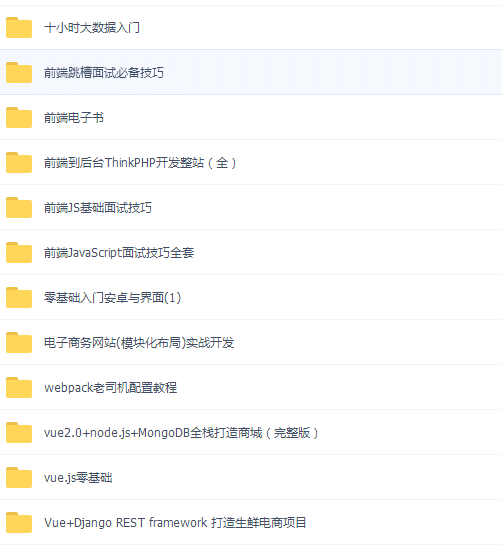 十小时大数据入门
前端跳槽面试必备技巧
前端电子书
前端到后台ThinkPHP开发整站（全）
前端JS基础面试技巧
前端JavaScript面试技巧全套
零基础入门安卓与界面(1)
电子商务网站(模块化布局)实战开发
webpack老司机配置教程
vue2.0+node.js+MongoDB全栈打造商城（完整版）
vue.js零基础
Vue+Django REST framework 打造生鲜电商项目